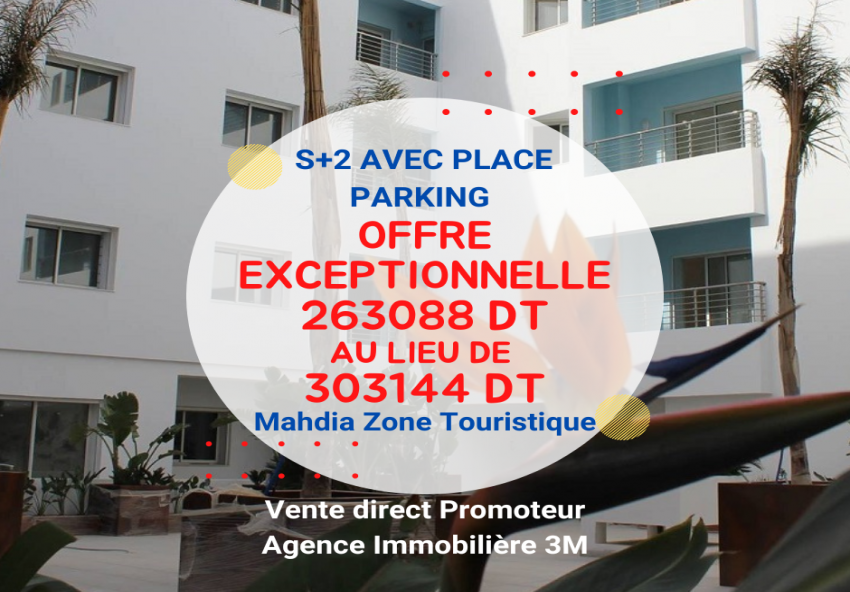 S+2 AVEC PLACE
PARKING
OFFRE
EXCEPTIONNELLE
263088 DT
AU LIEU DE
303144 DT
Mahdia Zone Touristique
Vente direct Promoteur
Agence Immobilière 3M